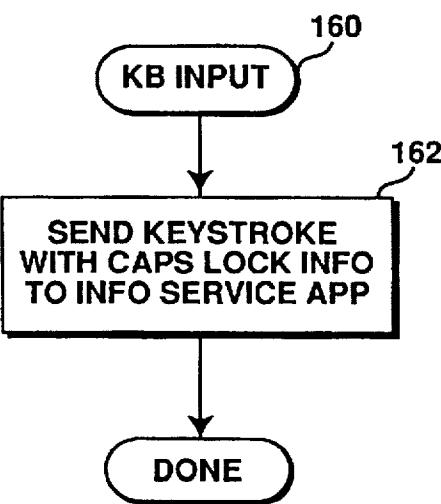 160
KB INPUT
162
SEND KEYSTROKE
WITH CAPS LOCK INFO
TO INFO SERVICE APP
DONE